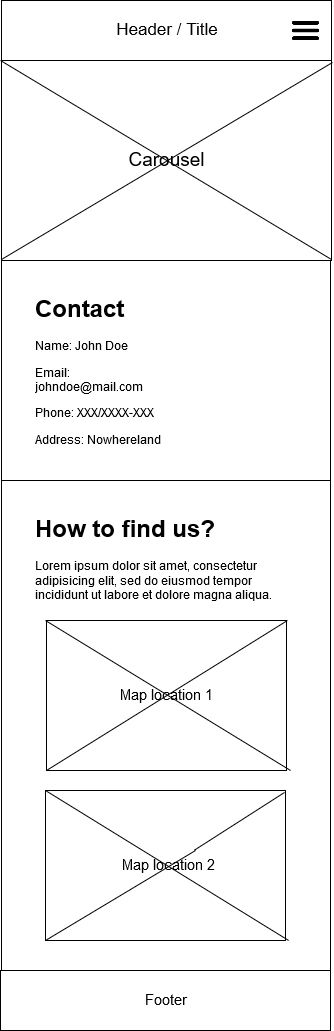 Header / Title
Carousel
Contact
Name: John Doe
Email:
johndoe@mail.com
Phone: XXX/XXXX-XXX
Address: Nowhereland
How to find us?
Lorem ipsum dolor sit amet, consectetur
adipisicing elit, sed do eiusmod tempor
incididunt ut labore et dolore magna aliqua.
Map location 1
Map location 2
Footer